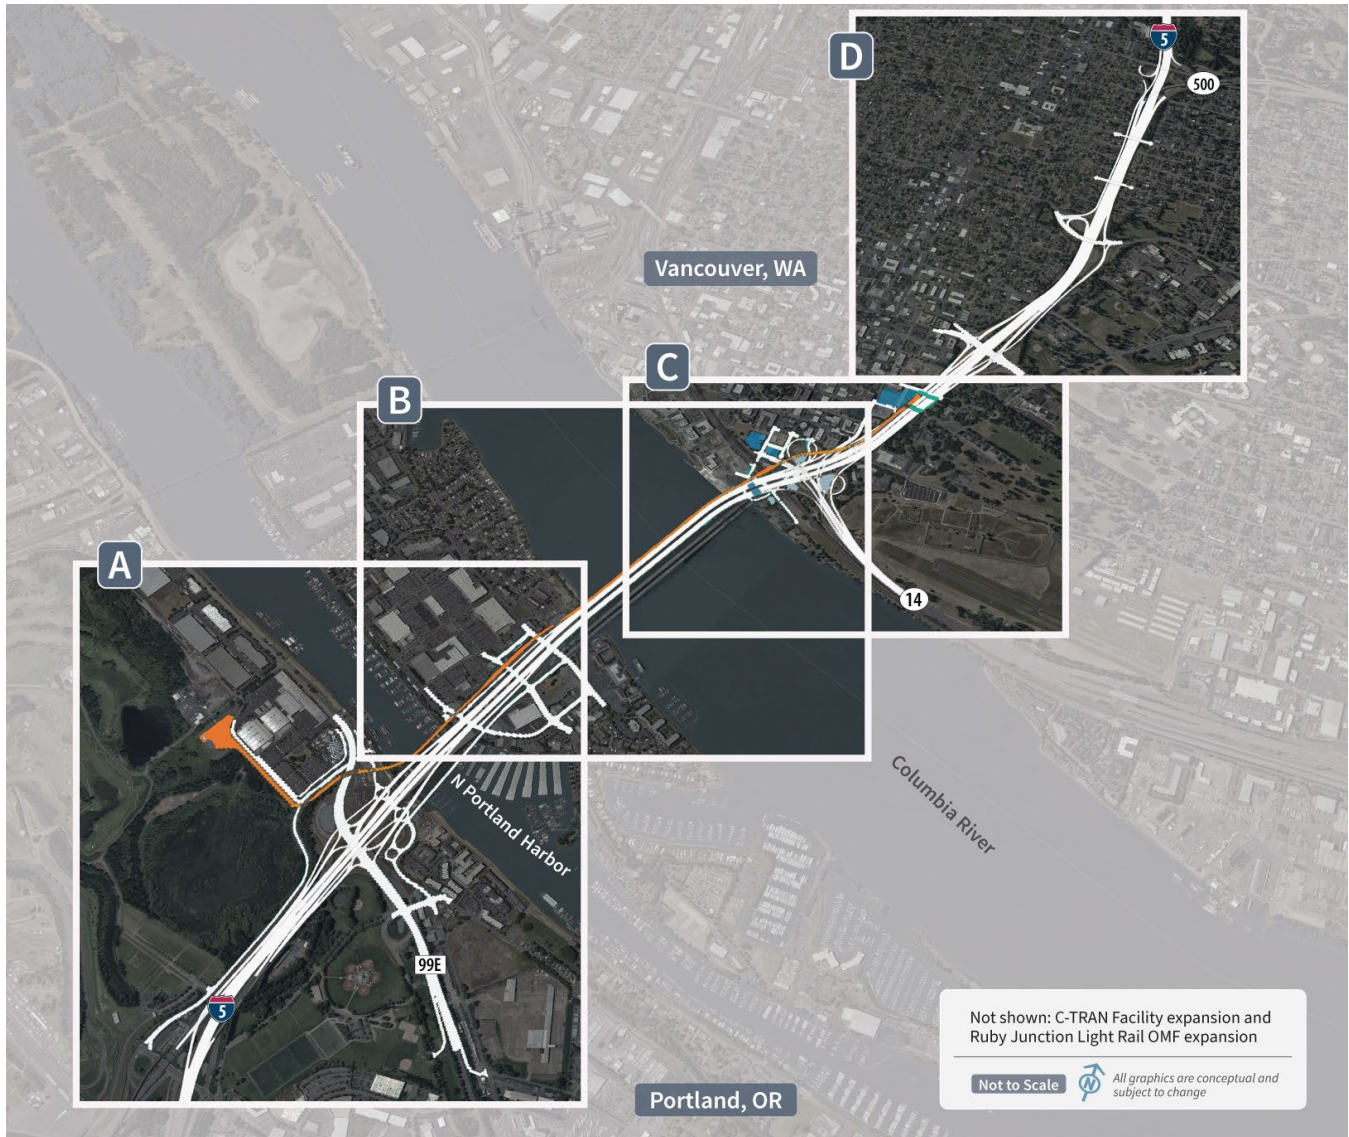 D
5
500
Vancouver, WA
C
B
A
14
N Portland Harbor
Columbia River
99E
5
Not shown: C-TRAN Facility expansion and
Ruby Junction Light Rail OMF expansion
Not to Scale
N
All graphics are conceptual and
subject to change
Portland, OR